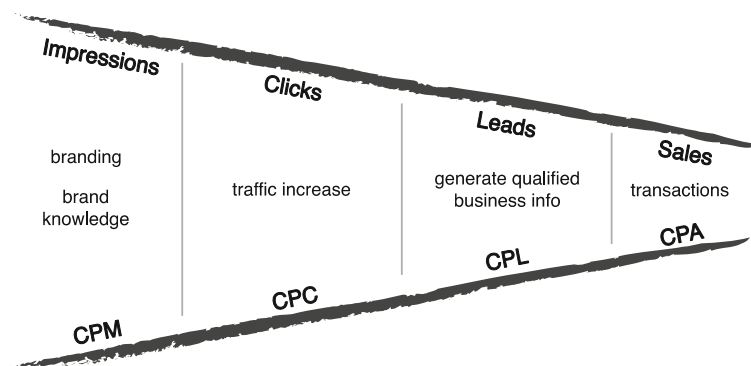 Impressions
Clicks
Leads
Sales
branding
brand
knowledge
traffic increase
generate qualified
business info
transactions
CPM
CPC
CPL
CPA